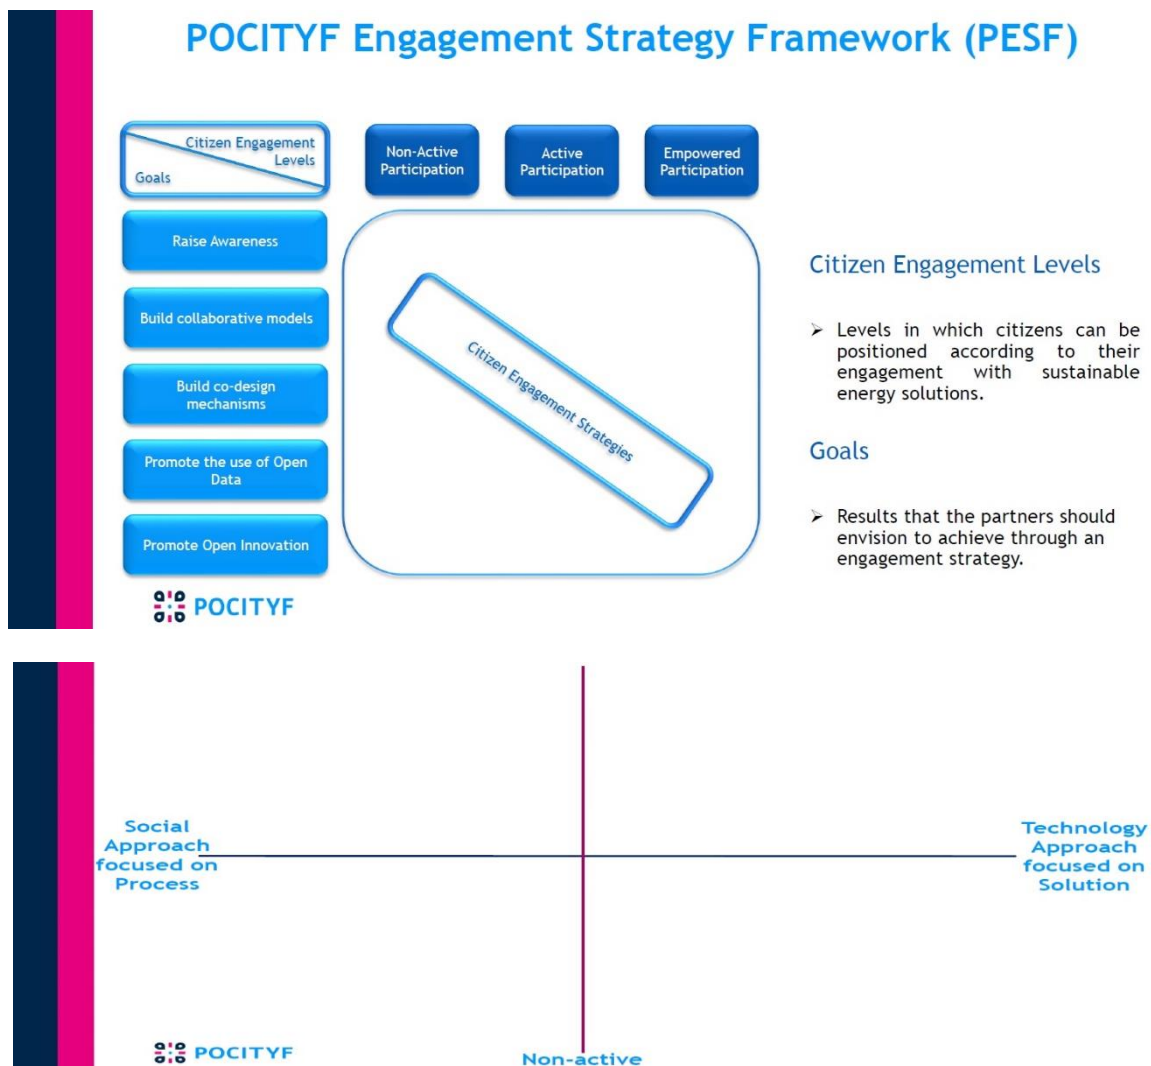 POCITYF Engagement Strategy Framework (PESF)
Citizen Engagement
Levels
Goals
Non-Active
Participation
Active
Participation
Empowered
Participation
Raise Awareness
Build collaborative models
Build co-design
mechanisms
Promote the use of Open
Data
Promote Open Innovation
Citizen Engagement Strategies
Citizen Engagement Levels
➢ Levels in which citizens can be
positioned according to their
engagement with sustainable
energy solutions.
Goals
➢ Results that the partners should
envision to achieve through an
engagement strategy.
POCITYF
Social
Approach
focused on
Process
Technology
Approach
focused on
Solution
POCITYF
Non-active